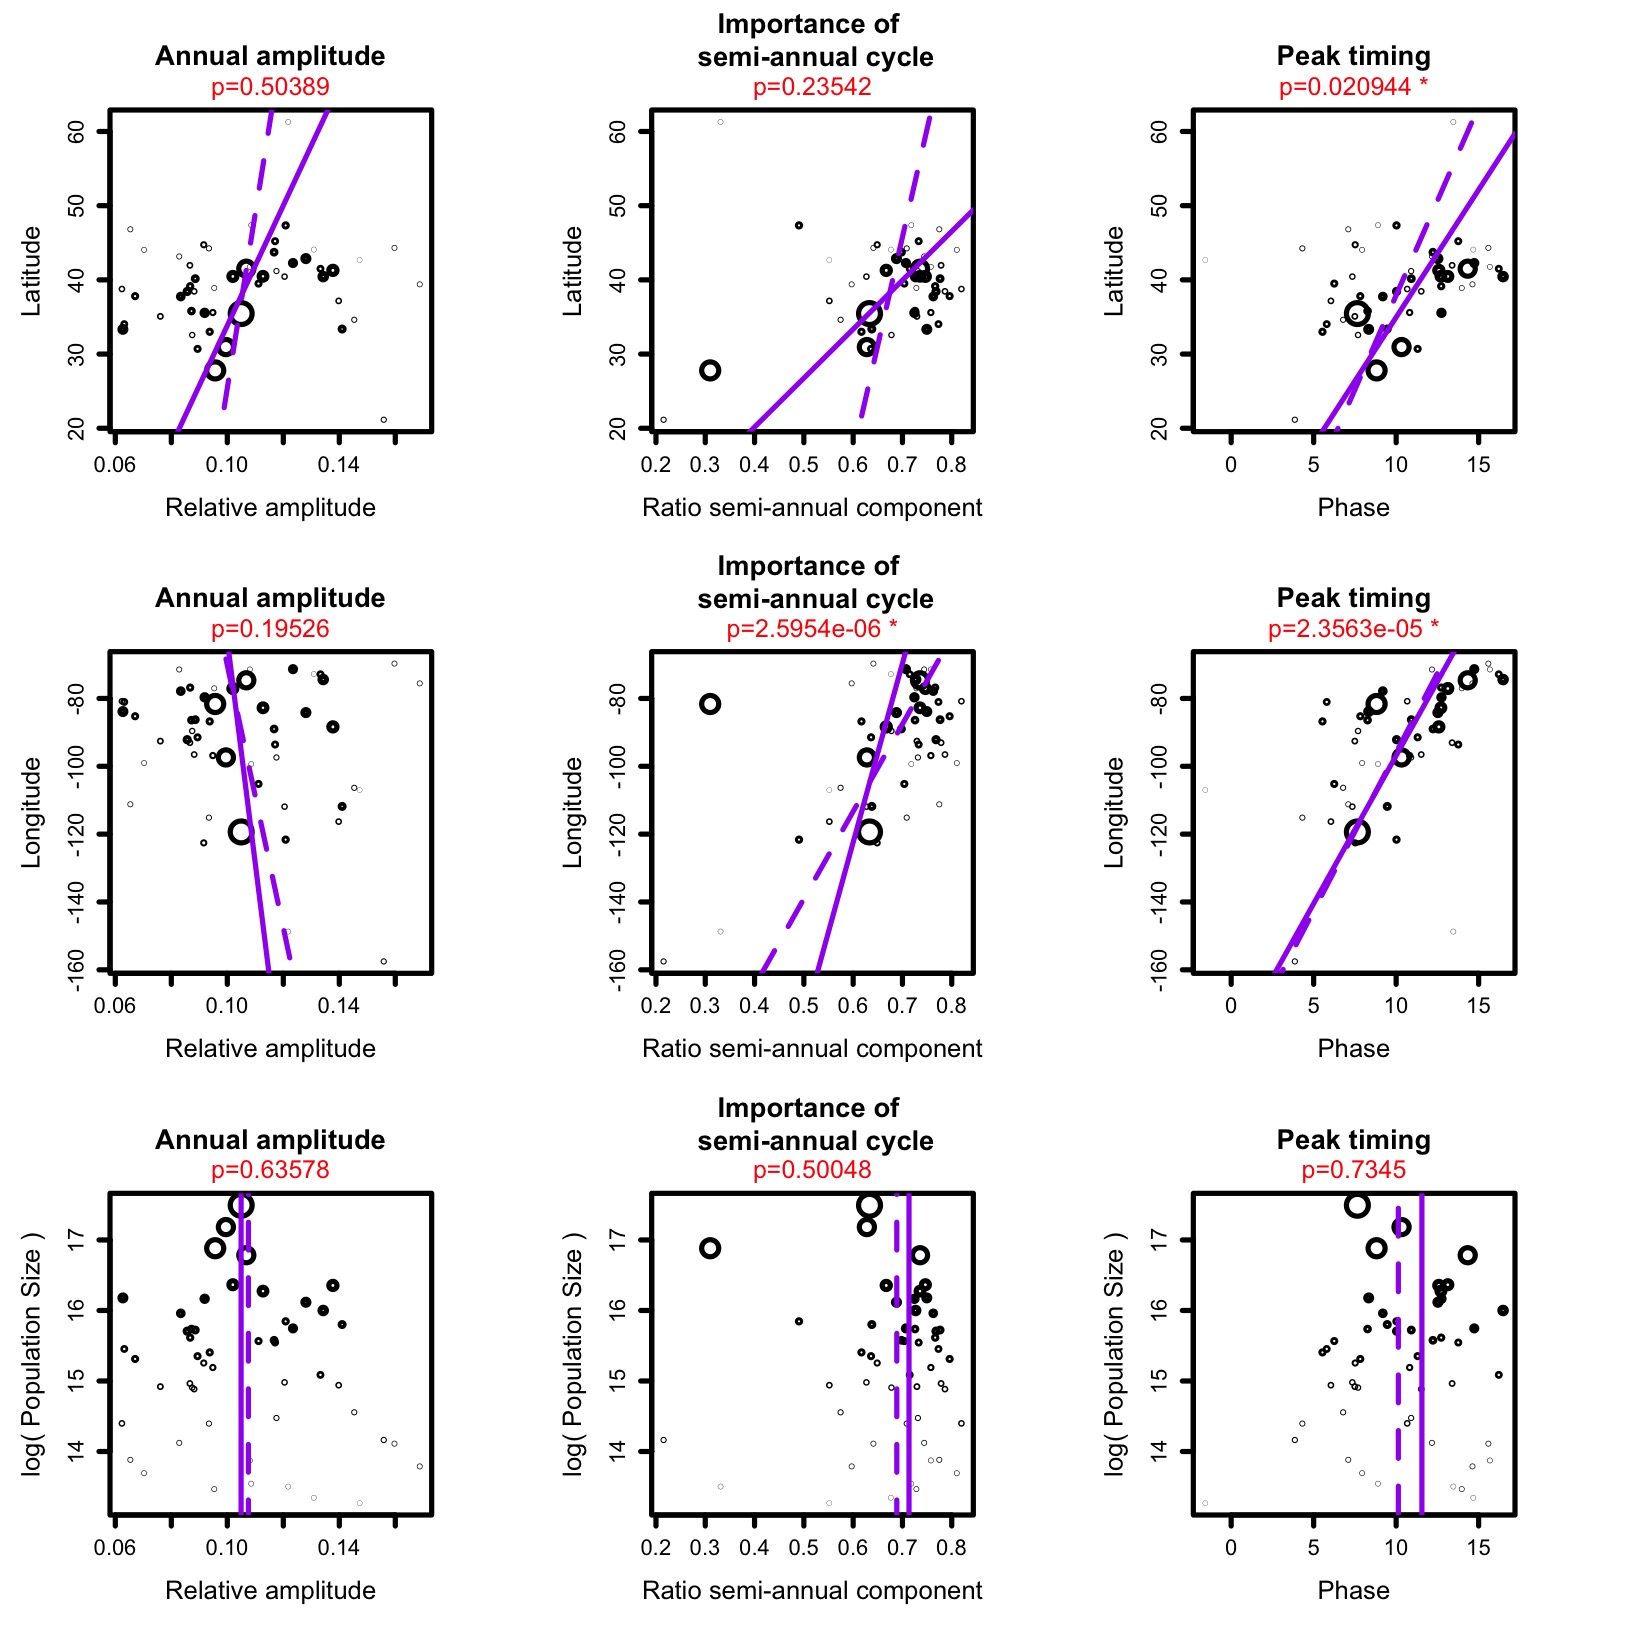 Annual amplitude
p=0.50389
60
50
40
30
20
Latitude
0.06 0.10 0.14
Relative amplitude
Importance of
semi-annual cycle
p=0.23542
60
50
40
30
20
Latitude
0.2 0.3 0.4 0.5 0.6 0.7 0.8
Ratio semi-annual component
Peak timing
p=0.020944 *
60
50
40
30
20
Latitude
0 5 10 15
Phase
Annual amplitude
p=0.19526
-80
-100
-120
-140
-160
Longitude
0.06 0.10 0.14
Relative amplitude
Importance of
semi-annual cycle
p=2.5954e-06 *
-80
-100
-120
-140
-160
Longitude
0.2 0.3 0.4 0.5 0.6 0.7 0.8
Ratio semi-annual component
Peak timing
p=2.3563e-05 *
-80
-100
-120
-140
-160
Longitude
0 5 10 15
Phase
Annual amplitude
p=0.63578
17
16
15
14
log( Population Size )
0.06 0.10 0.14
Relative amplitude
Importance of
semi-annual cycle
p=0.50048
17
16
15
14
log( Population Size )
0.2 0.3 0.4 0.5 0.6 0.7 0.8
Ratio semi-annual component
Peak timing
p=0.7345
17
16
15
14
log( Population Size )
0 5 10 15
Phase